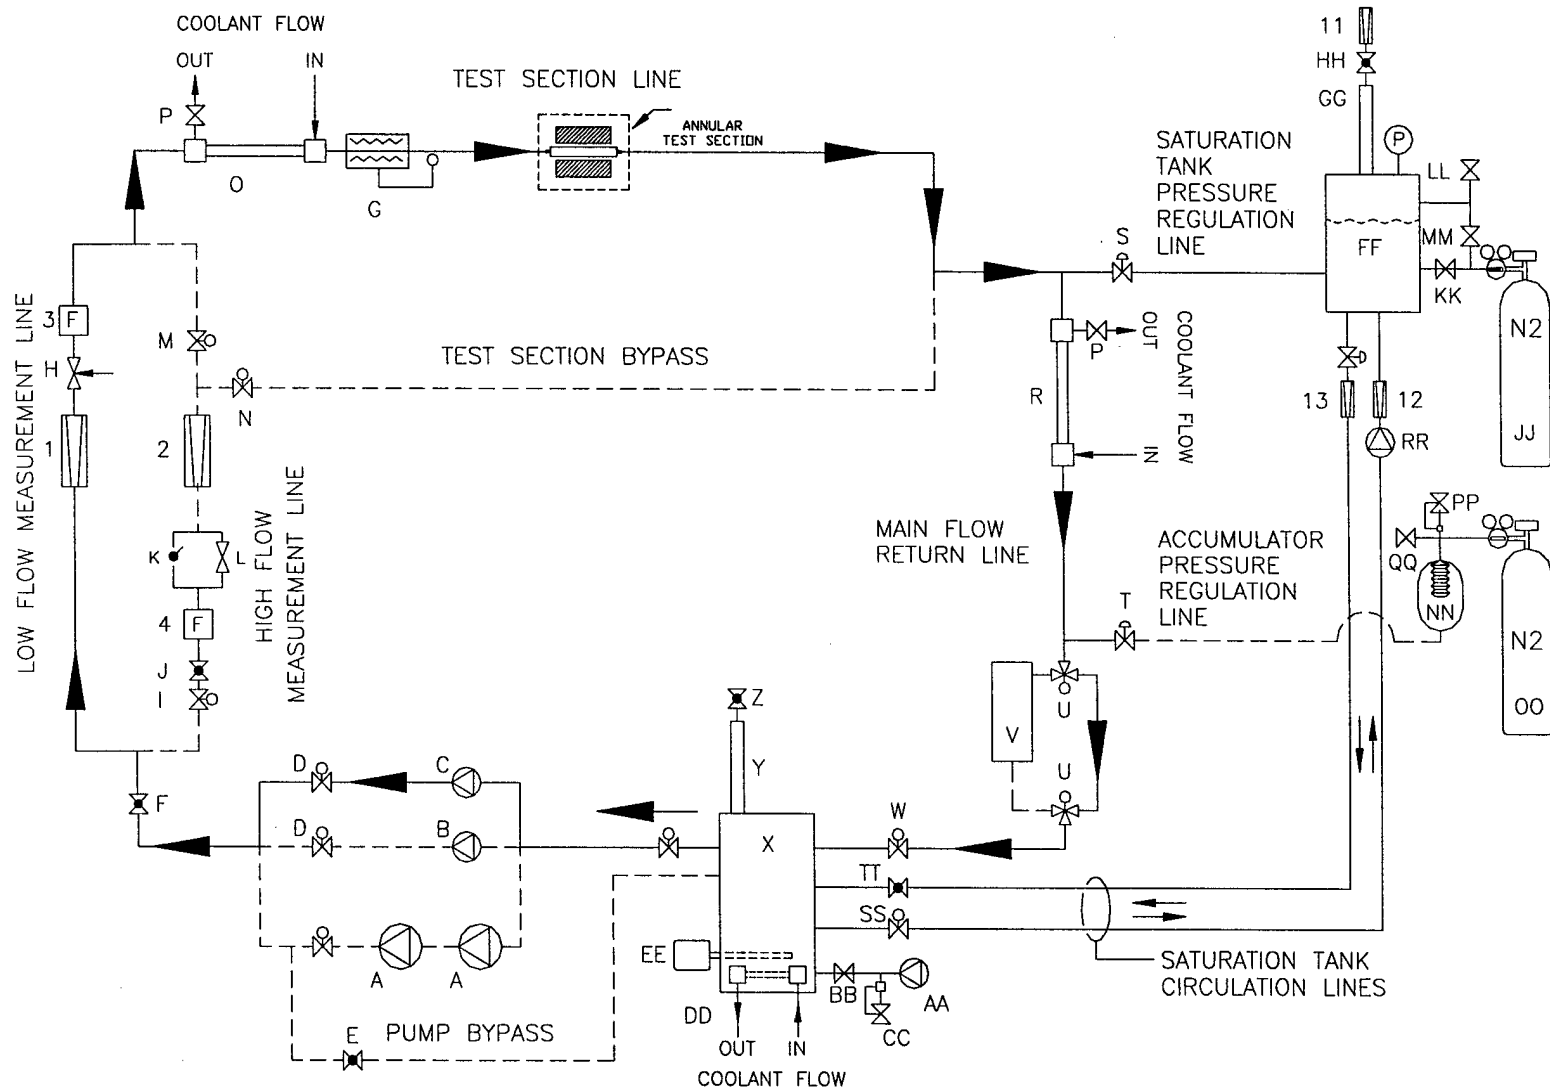 COOLANT FLOW
OUT
IN
P
O
G
TEST SECTION LINE
ANNULAR
TEST SECTION
11
HH
GG
P
LL
SATURATION
TANK
PRESSURE
REGULATION
LINE
FF
MM
KK
N2
JJ
S
3
F
H
1
LOW FLOW MEASUREMENT LINE
M
N
2
TEST SECTION BYPASS
K
L
HIGH FLOW
MEASUREMENT LINE
4
F
J
I
P
OUT
COOLANT FLOW
R
IN
13
12
RR
MAIN FLOW
RETURN LINE
ACCUMULATOR
PRESSURE
REGULATION
LINE
PP
QQ
NN
N2
OO
T
U
V
U
Z
Y
X
W
TT
SS
F
D
C
D
B
A
A
E
PUMP BYPASS
EE
DD
OUT
IN
COOLANT FLOW
BB
CC
AA
SATURATION TANK
CIRCULATION LINES